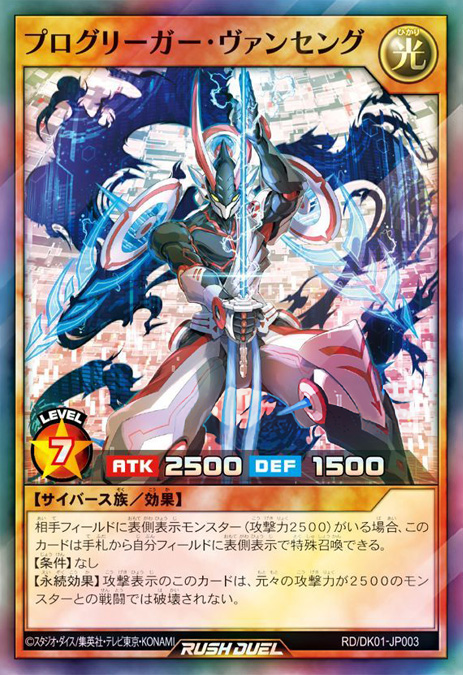 プログリーガー・ヴァンセング
ひかり
光
LEVEL
7
ATK 2500 DEF 1500
【サイバース族／効果】
相手フィールドに表側表示モンスター（攻撃力2500）がいる場合、この
カードは手札から自分フィールドに表側表示で特殊召喚できる。
【条件】なし
【永続効果】攻撃表示のこのカードは、元々の攻撃力が2500のモン
スターとの戦闘では破壊されない。
©スタジオ・ダイス/集英社・テレビ東京・KONAMI
RUSH DUEL
RD/DK01-JP003